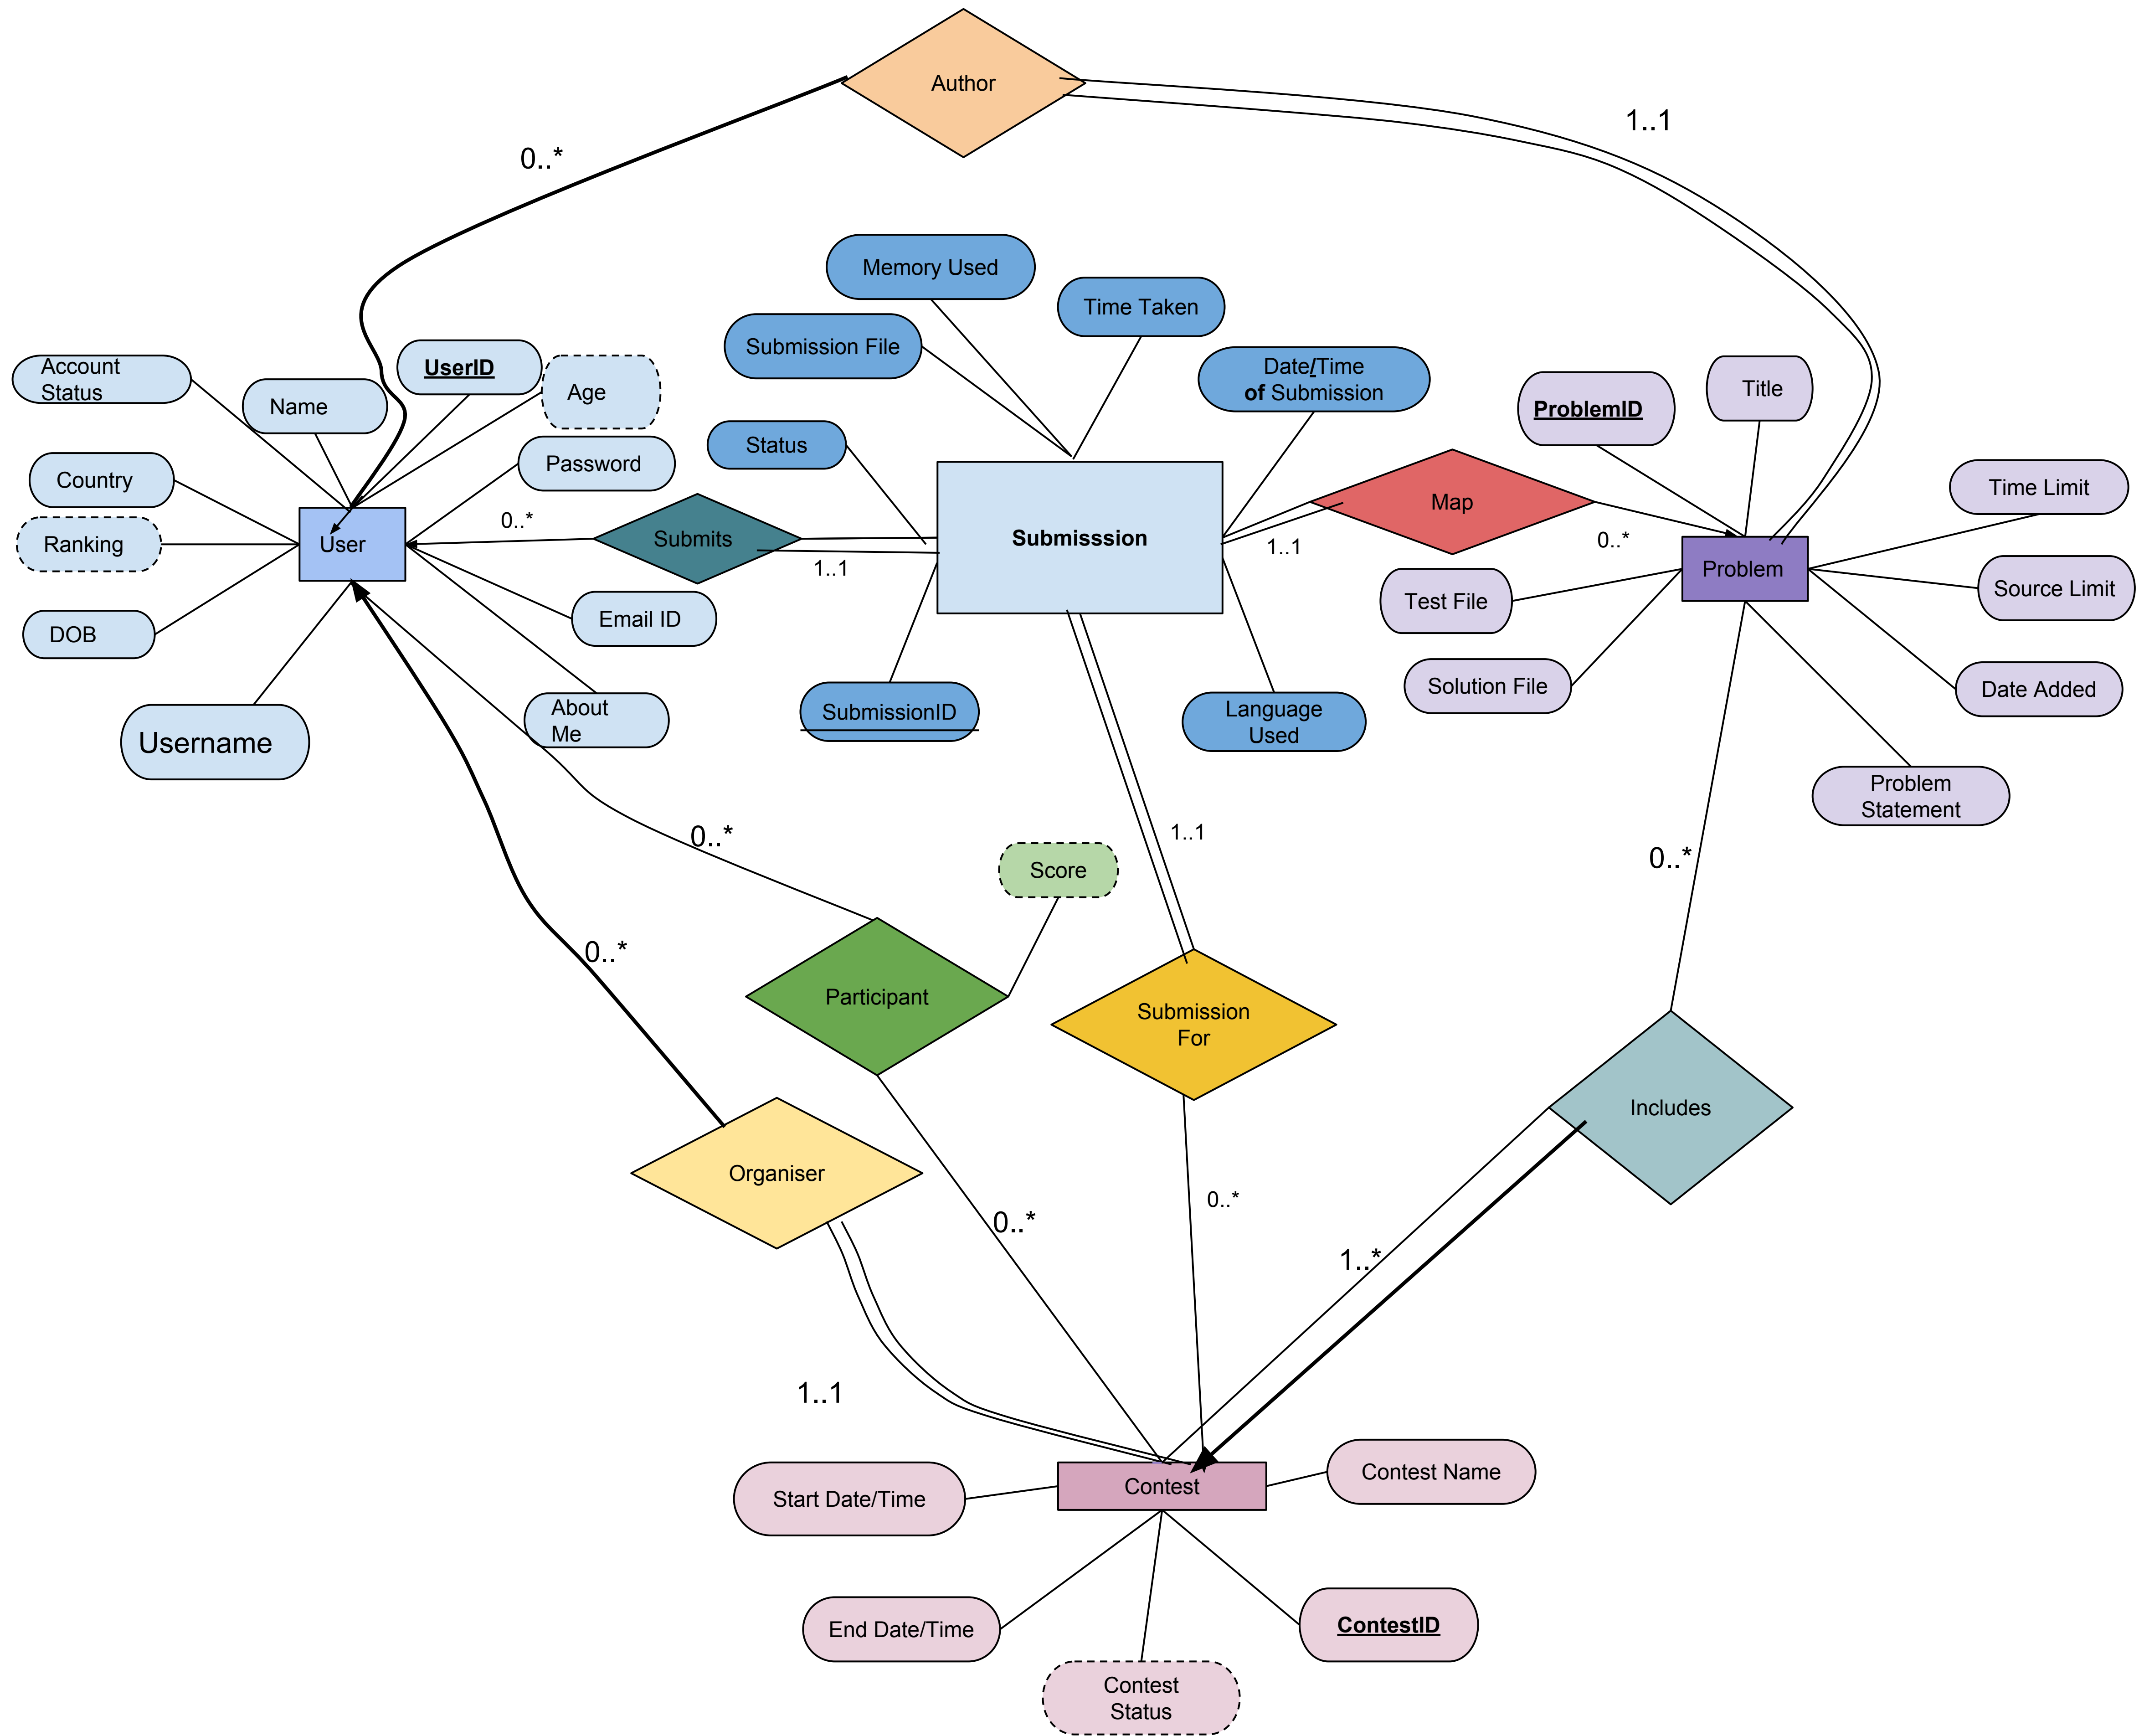 Author
1..1
0..*
Memory Used
Time Taken
Submission File
Date/Time
of Submission
Account
Status
UserID
Age
Name
ProblemID
Title
Status
Password
Country
Time Limit
Map
Ranking
User
0..*
Submits
1..1
Submisssion
1..1
0..*
Problem
Test File
Source Limit
DOB
Email ID
Solution File
Date Added
Username
About
Me
SubmissionID
Language
Used
Problem
Statement
0..*
1..1
0..*
Score
0..*
Participant
Submission
For
Includes
Organiser
0..*
0..*
1..*
1..1
Start Date/Time
Contest
Contest Name
End Date/Time
ContestID
Contest
Status